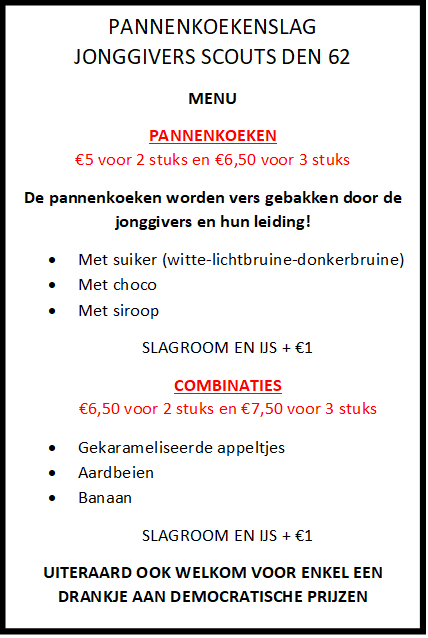 PANNENKOEKENSLAG
JONGGIVERS SCOUTS DEN 62
MENU
PANNENKOEKEN
€5 voor 2 stuks en €6,50 voor 3 stuks
De pannenkoeken worden vers gebakken door de
jonggivers en hun leiding!
• Met suiker (witte-lichtbruine-donkerbruine)
• Met choco
• Met siroop
SLAGROOM EN IJS + €1
COMBINATIES
€6,50 voor 2 stuks en €7,50 voor 3 stuks
• Gekarameliseerde appeltjes
• Aardbeien
• Banaan
SLAGROOM EN IJS + €1
UITERAARD OOK WELKOM VOOR ENKEL EEN
DRANKJE AAN DEMOCRATISCHE PRIJZEN